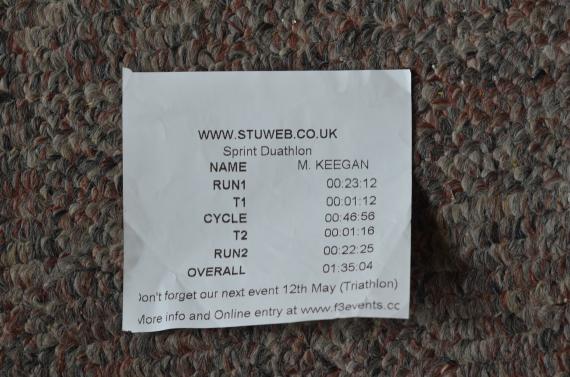 WWW.STUWEB.CO.UK
Sprint Duathlon
NAME M. KEEGAN
RUN1 00:23:12
T1 00:01:12
CYCLE 00:46:56
T2 00:01:16
RUN2 00:22:25
OVERALL 01:35:04
Don't forget our next event 12th May (Triathlon)
More info and Online entry at www.f3events.cc